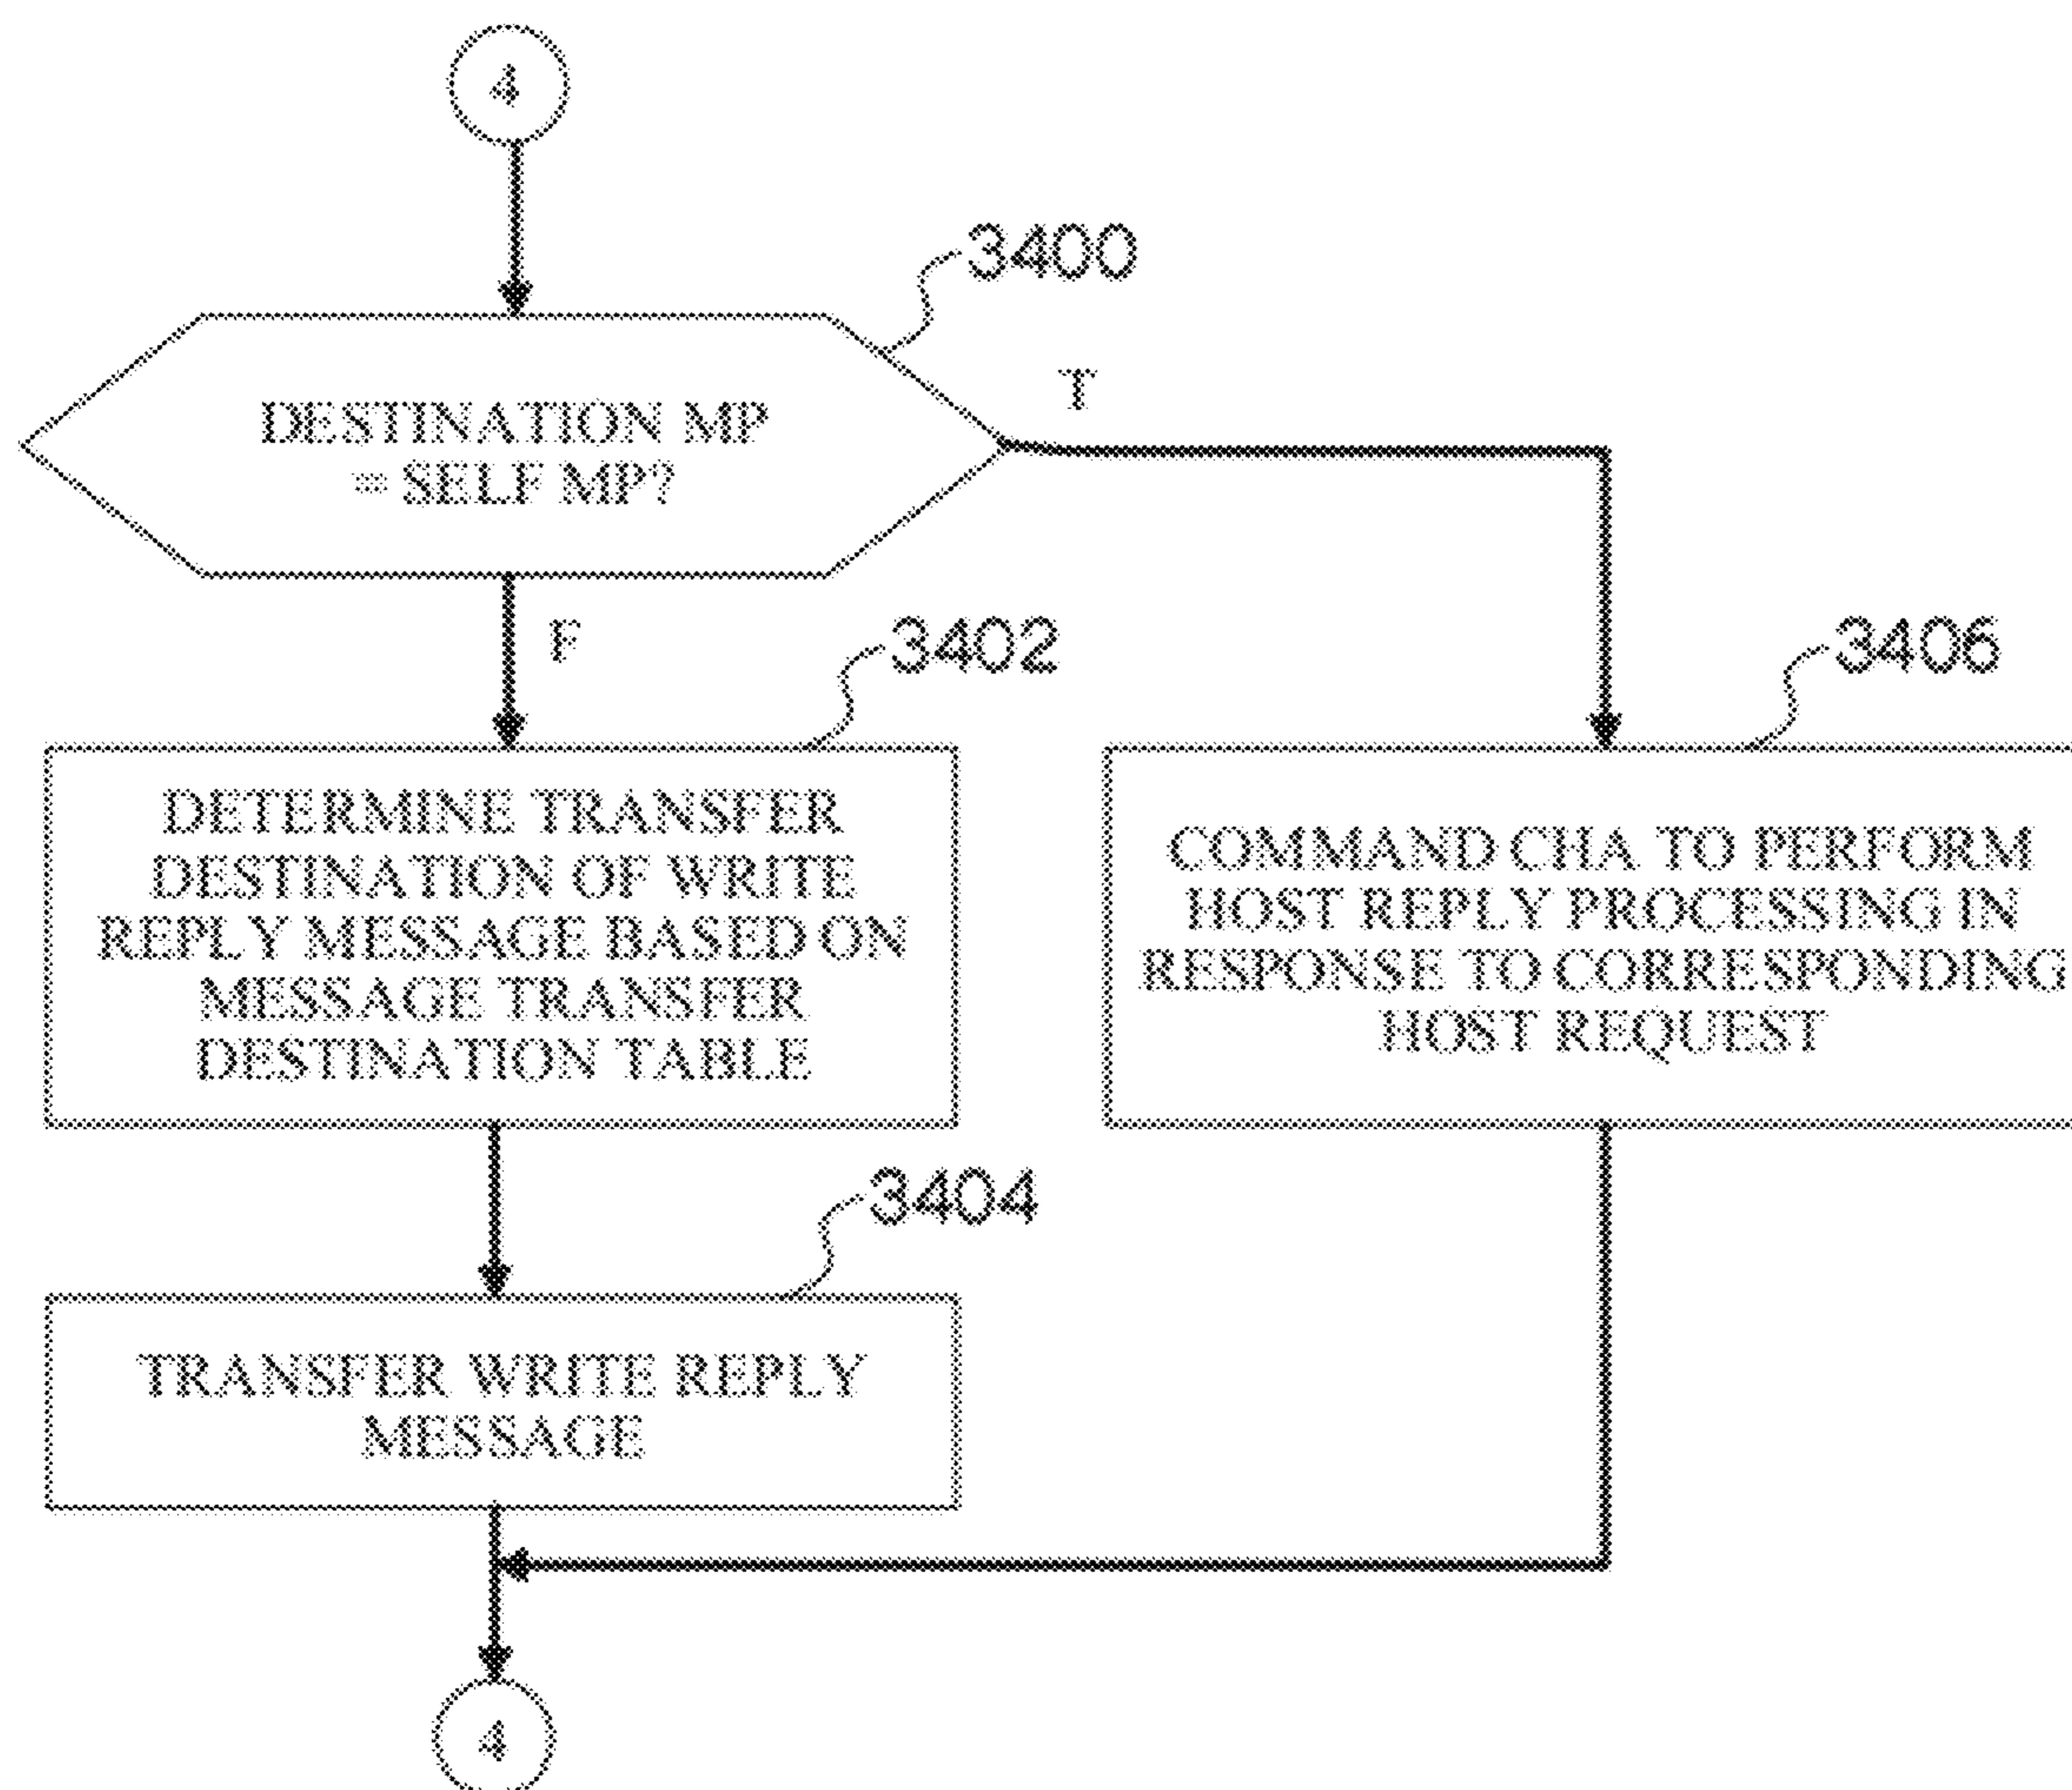 4
3400
T
DESTINATION MP
= SELF MP?
F
3402
3406
DETERMINE TRANSFER
DESTINATION OF WRITE
REPLY MESSAGE BASED ON
MESSAGE TRANSFER
DESTINATION TABLE
COMMAND CHA TO PERFORM
HOST REPLY PROCESSING IN
RESPONSE TO CORRESPONDING
HOST REQUEST
3404
TRANSFER WRITE REPLY
MESSAGE
4